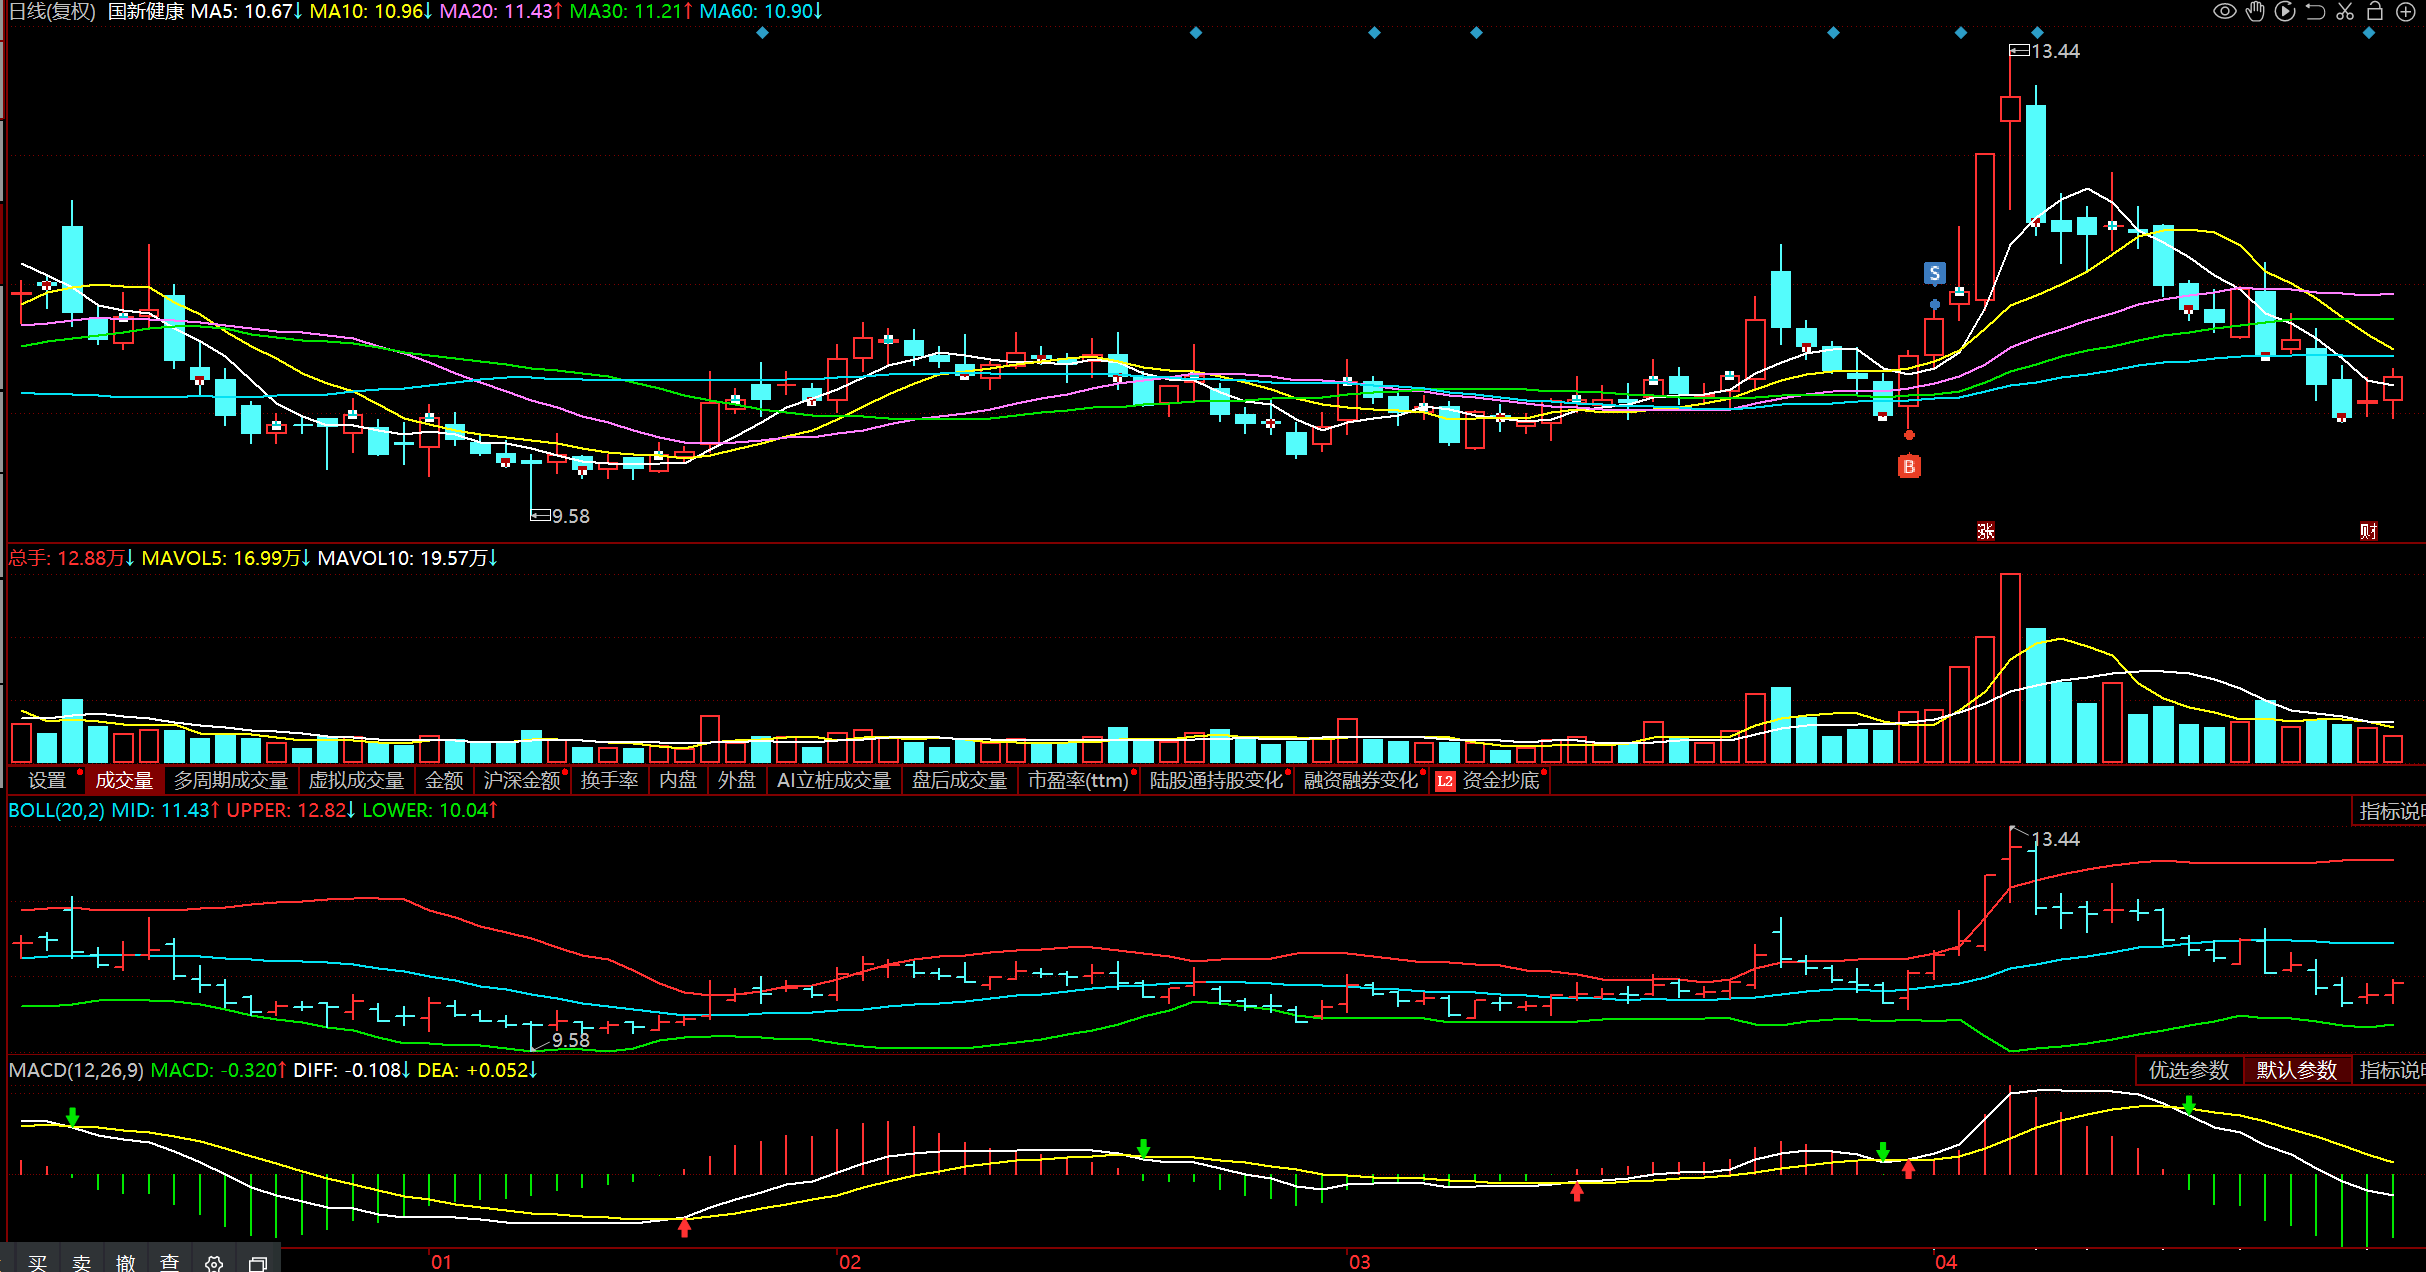 日线(复权) 国新健康 MA5: 10.67↓ MA10: 10.96↓ MA20: 11.43↑ MA30: 11.21↑ MA60: 10.90↓
13.44
S
B
9.58
涨 财
总手: 12.88万↓ MAVOL5: 16.99万↓ MAVOL10: 19.57万↓
设置 成交量 多周期成交量 虚拟成交量 金额 沪深金额 换手率 内盘 外盘 AI立桩成交量 盘后成交量 市盈率(ttm) 陆股通持股变化 融资融券变化 L2 资金抄底
BOLL(20,2) MID: 11.43↑ UPPER: 12.82↓ LOWER: 10.04↑ 指标说明
13.44
9.58
MACD(12,26,9) MACD: -0.320↑ DIFF: -0.108↓ DEA: +0.052↓ 优选参数 默认参数 指标说明
买 卖 撤 查 01 02 03 04